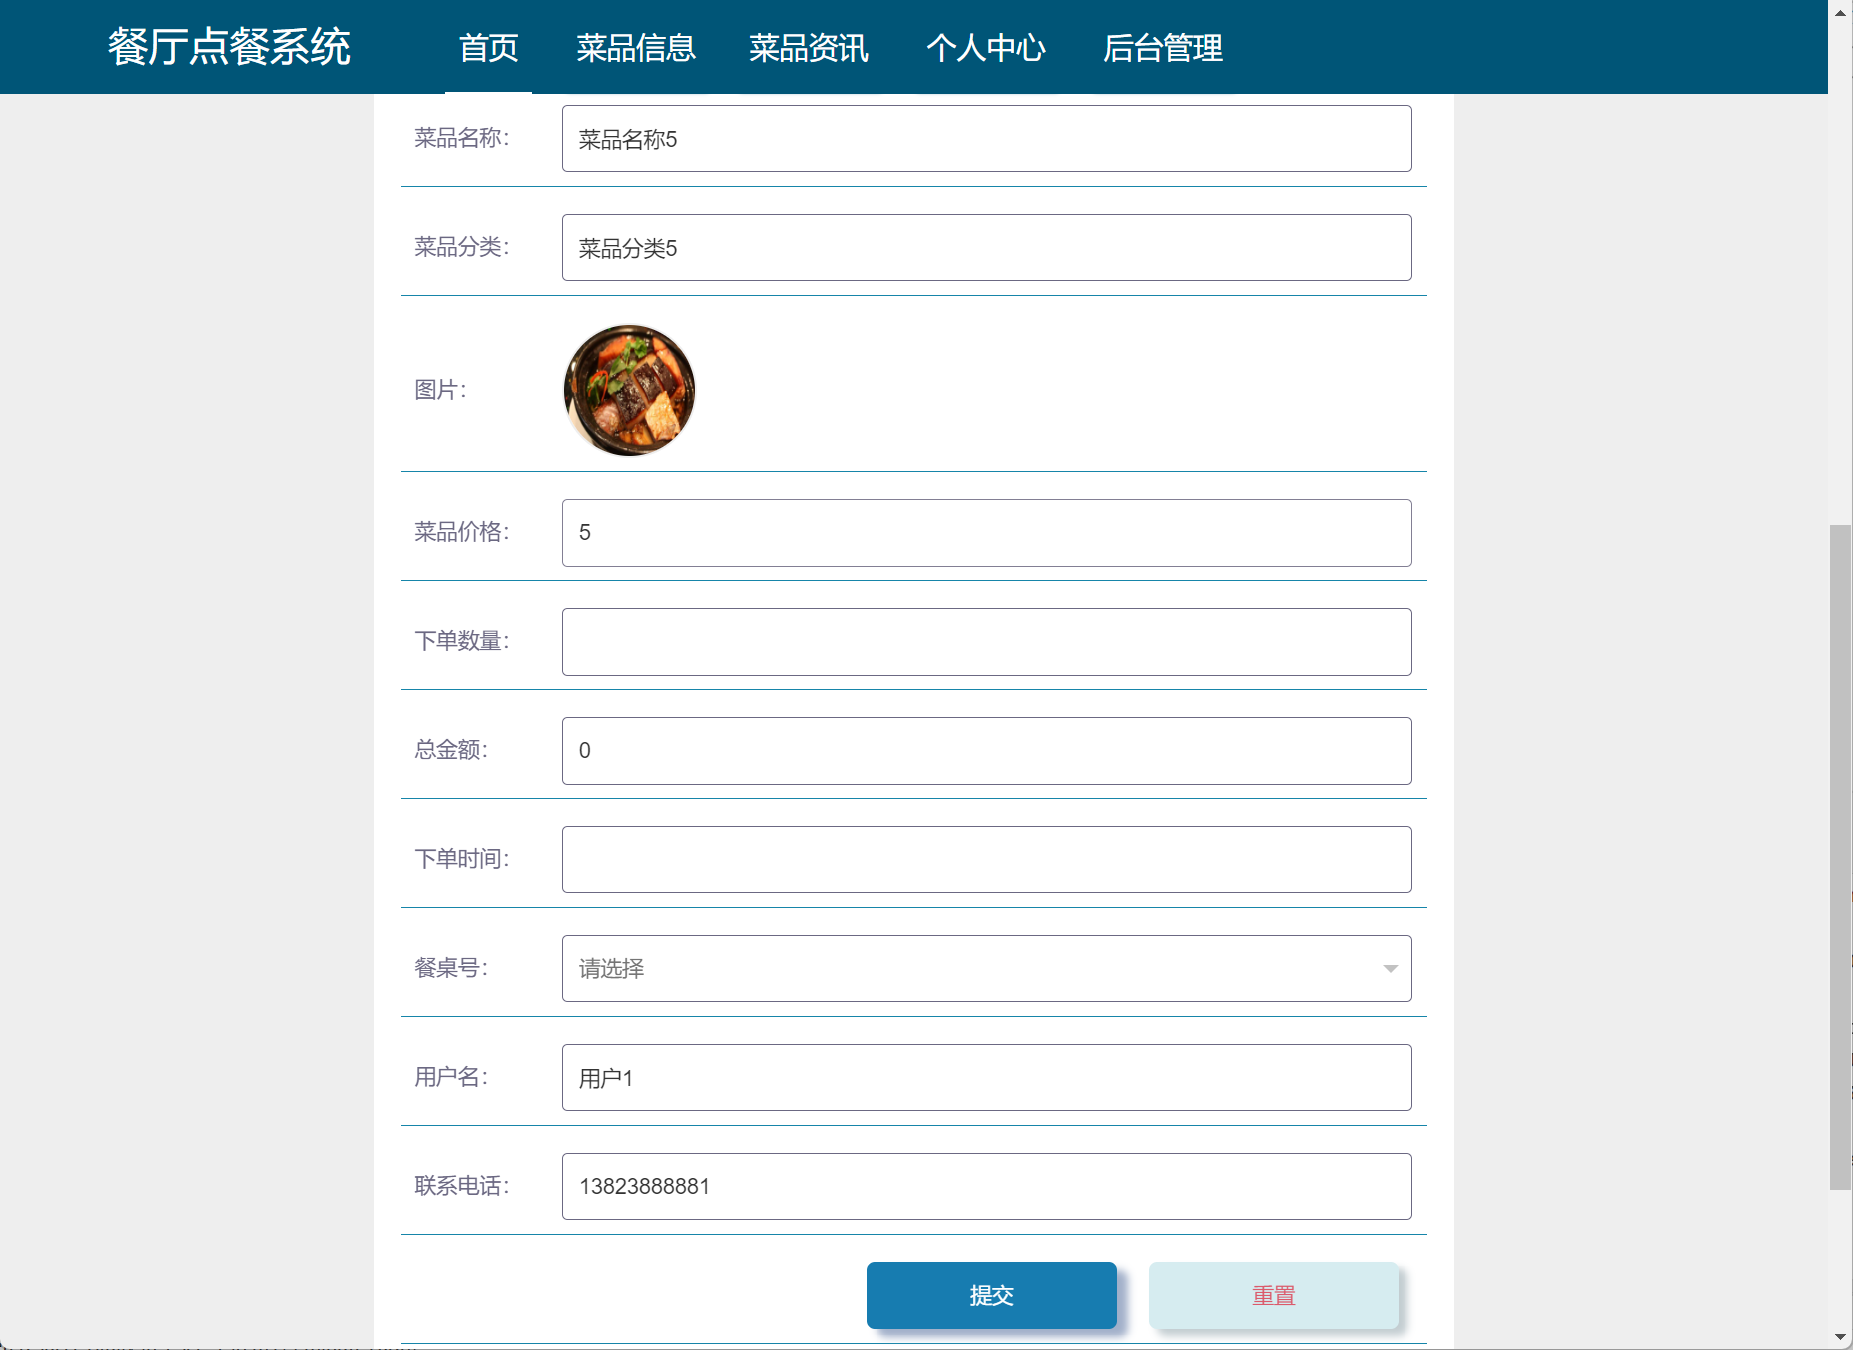 餐厅点餐系统 首页 菜品信息 菜品资讯 个人中心 后台管理
菜品名称： 菜品名称5
菜品分类： 菜品分类5
图片：
菜品价格： 5
下单数量：
总金额： 0
下单时间：
餐桌号： 请选择
用户名： 用户1
联系电话： 13823888881
提交 重置